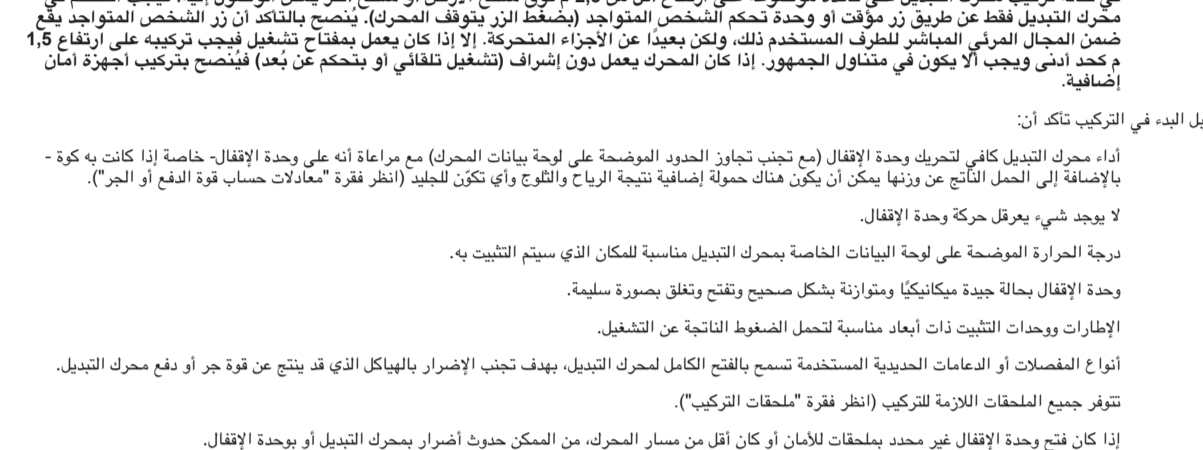 محرك التبديل فقط عن طريق زر مؤقت أو وحدة تحكم الشخص المتواجد (بضغط الزر يتوقف المحرك). يُنصح بالتأكد أن زر الشخص المتواجد يقع
ضمن المجال المرئي المباشر للطرف المستخدم ذلك، ولكن بعيدًا عن الأجزاء المتحركة. إلا إذا كان يعمل بمفتاح تشغيل فيجب تركيبه على ارتفاع 1,5
م كحد أدنى ويجب ألا يكون في متناول الجمهور. إذا كان المحرك يعمل دون إشراف (تشغيل تلقائي أو بتحكم عن بُعد) فيُنصح بتركيب أجهزة أمان
إضافية.
البدء في التركيب تأكد أن:
أداء محرك التبديل كافي لتحريك وحدة الإقفال (مع تجنب تجاوز الحدود الموضحة على لوحة بيانات المحرك) مع مراعاة أنه على وحدة الإقفال- خاصة إذا كانت به كوة -
بالإضافة إلى الحمل الناتج عن وزنها يمكن أن يكون هناك حمولة إضافية نتيجة الرياح والثلوج وأي تكوّن للجليد (انظر فقرة "معادلات حساب قوة الدفع أو الجر").
لا يوجد شيء يعرقل حركة وحدة الإقفال.
درجة الحرارة الموضحة على لوحة البيانات الخاصة بمحرك التبديل مناسبة للمكان الذي سيتم التثبيت به.
وحدة الإقفال بحالة جيدة ميكانيكيًا ومتوازنة بشكل صحيح وتفتح وتغلق بصورة سليمة.
الإطارات ووحدات التثبيت ذات أبعاد مناسبة لتحمل الضغوط الناتجة عن التشغيل.
أنواع المفصلات أو الدعامات الحديدية المستخدمة تسمح بالفتح الكامل لمحرك التبديل، بهدف تجنب الإضرار بالهياكل الذي قد ينتج عن قوة جر أو دفع محرك التبديل.
تتوفر جميع الملحقات اللازمة للتركيب (انظر فقرة "ملحقات التركيب").
إذا كان فتح وحدة الإقفال غير محدد بملحقات للأمان أو كان أقل من مسار المحرك، من الممكن حدوث أضرار بمحرك التبديل أو بوحدة الإقفال.